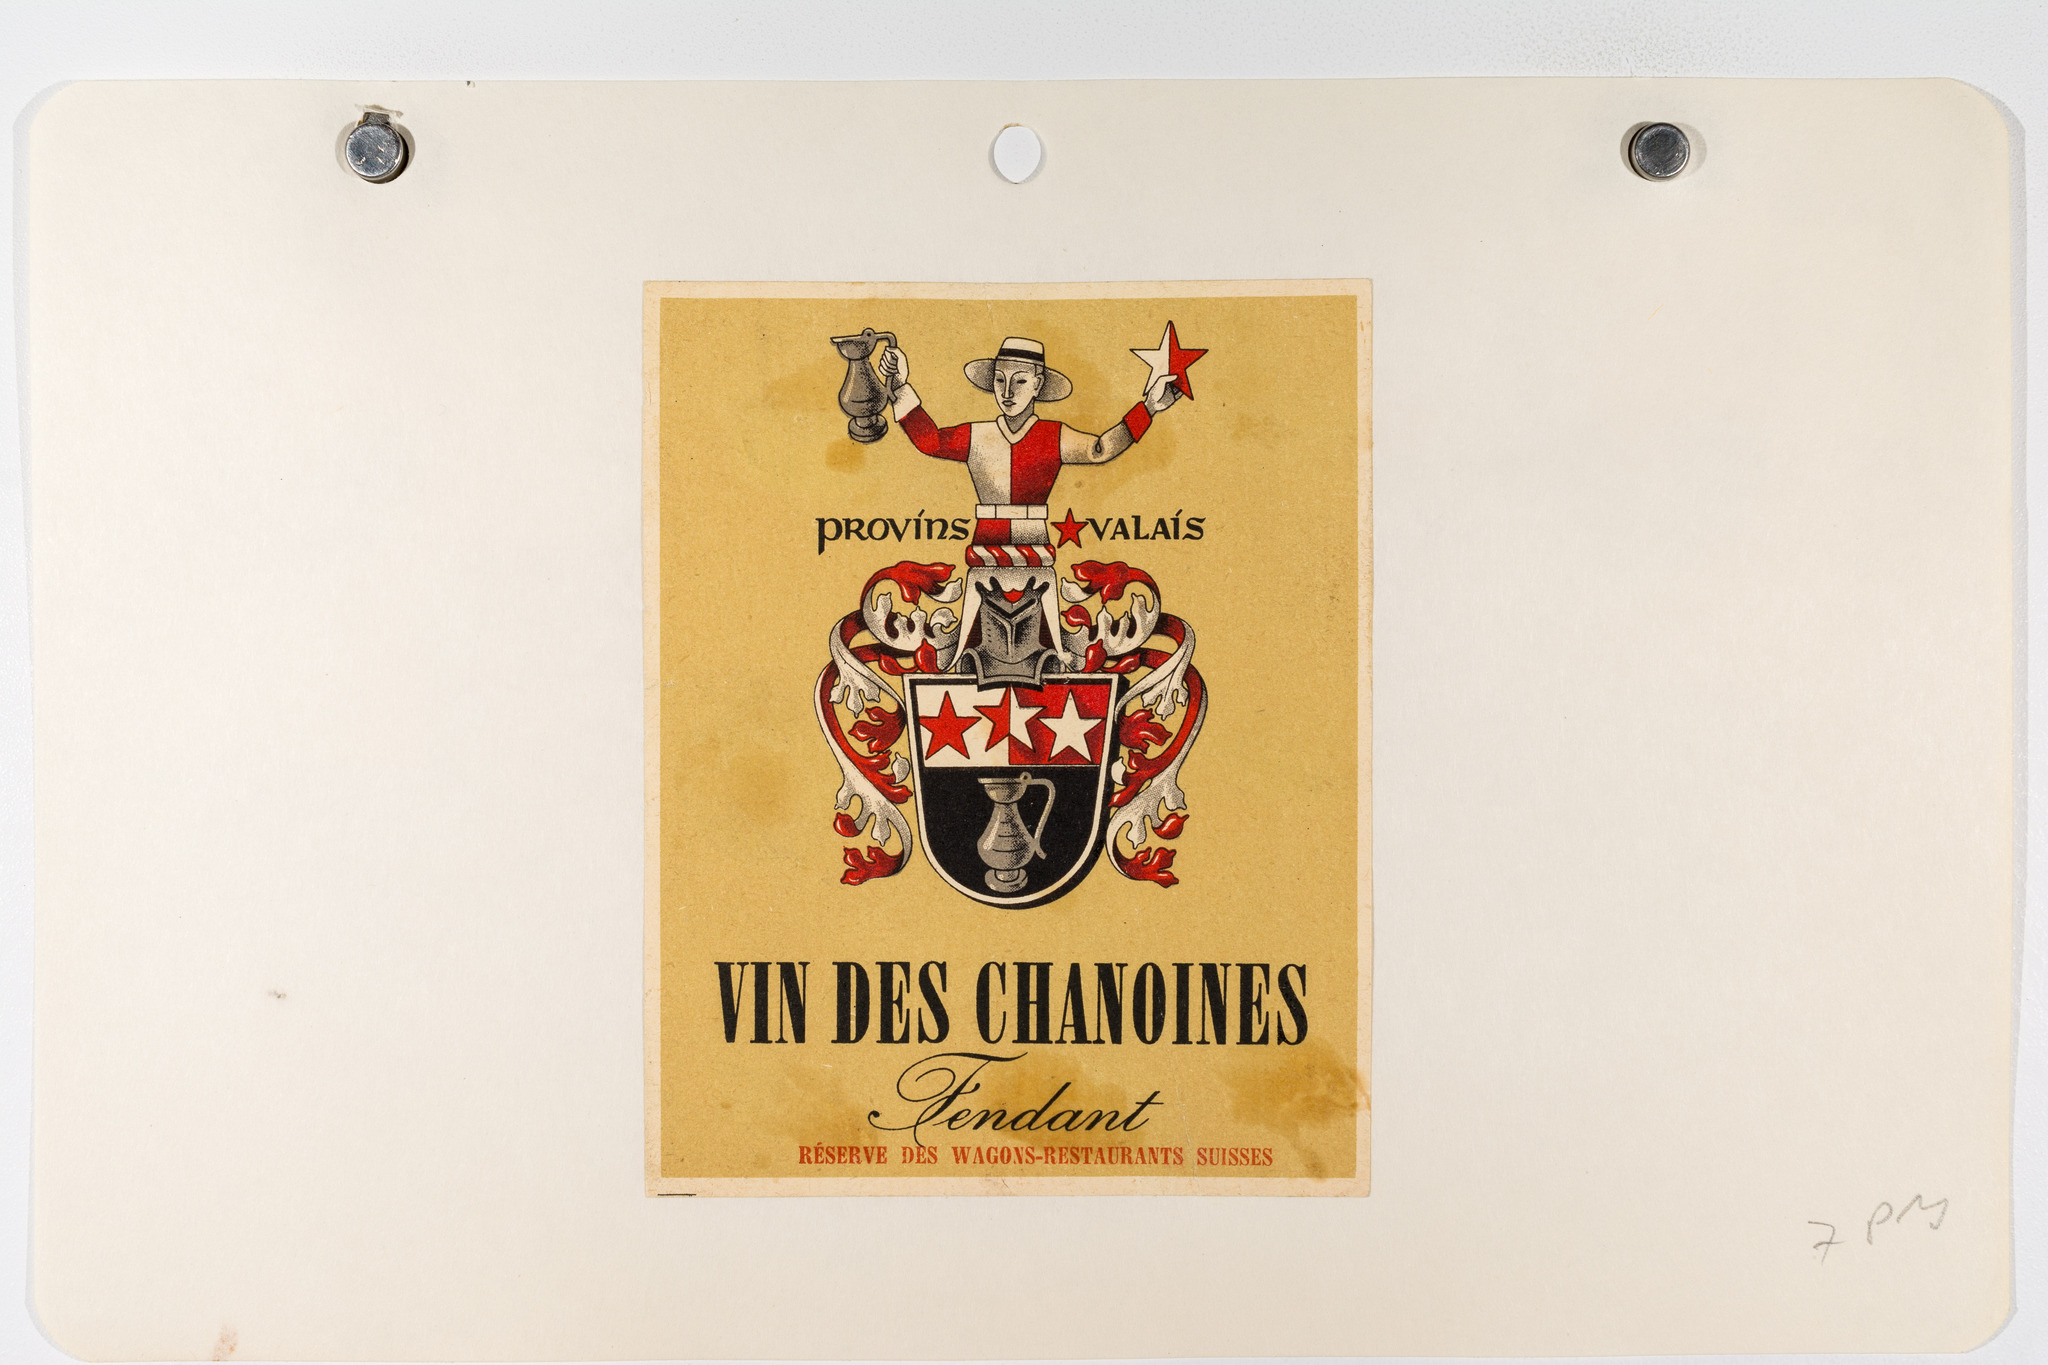 PROVINS VALAIS
VIN DES CHANOINES
Fendant
RÉSERVE DES WAGONS-RESTAURANTS SUISSES
7 PM